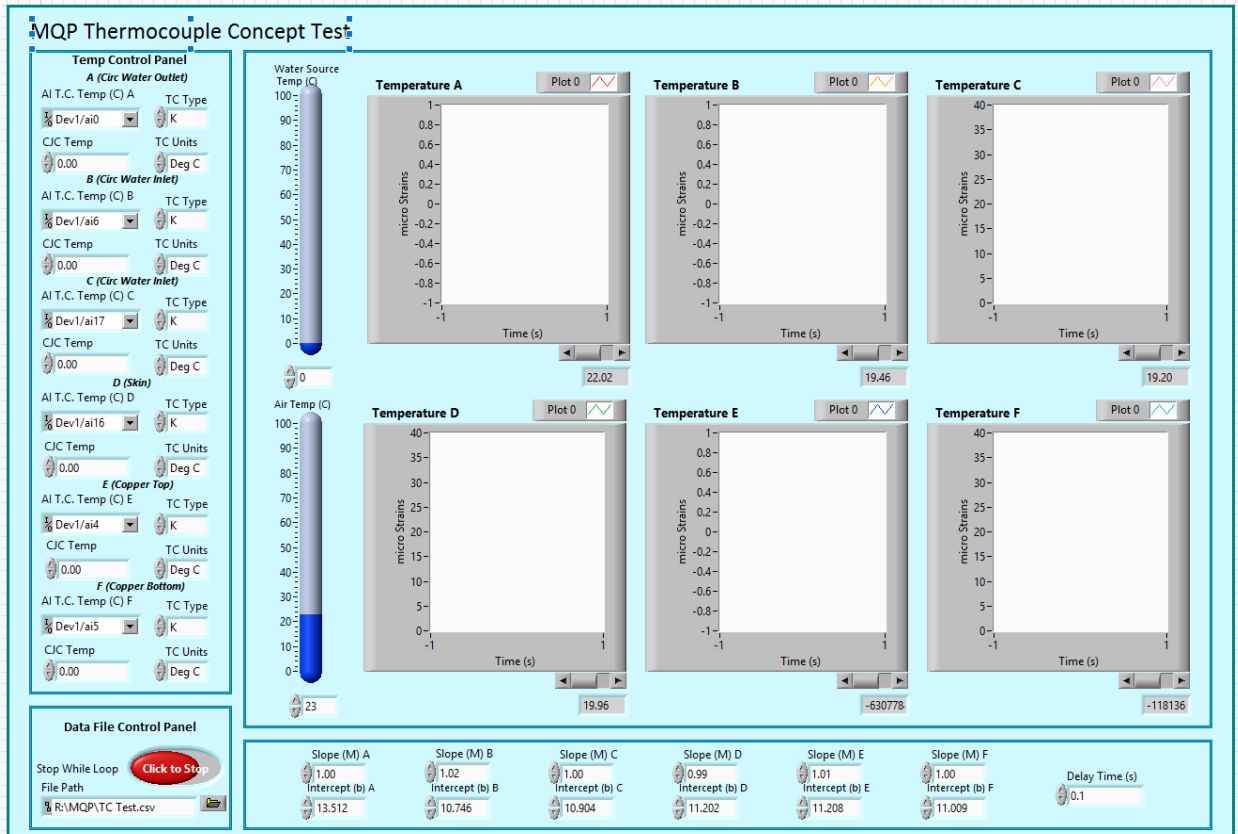 MQP Thermocouple Concept Test
Temp Control Panel
A (Circ Water Outlet)
AI T.C. Temp (C) A TC Type
Dev1/ai0 K
CJC Temp TC Units
0.00 Deg C
B (Circ Water Inlet)
AI T.C. Temp (C) B TC Type
Dev1/ai6 K
CJC Temp TC Units
0.00 Deg C
C (Circ Water Inlet)
AI T.C. Temp (C) C TC Type
Dev1/ai17 K
CJC Temp TC Units
0.00 Deg C
D (Skin)
AI T.C. Temp (C) D TC Type
Dev1/ai16 K
CJC Temp TC Units
0.00 Deg C
E (Copper Top)
AI T.C. Temp (C) E TC Type
Dev1/ai4 K
CJC Temp TC Units
0.00 Deg C
F (Copper Bottom)
AI T.C. Temp (C) F TC Type
Dev1/ai5 K
CJC Temp TC Units
0.00 Deg C
Data File Control Panel
Stop While Loop Click to Stop
File Path
R:\MQP\TC Test.csv
Water Source
Temp (C)
100
90
80
70
60
50
40
30
20
10
0
0
Air Temp (C)
100
90
80
70
60
50
40
30
20
10
0
23
Temperature A Plot 0
micro Strains
1
0.8
0.6
0.4
0.2
0
-0.2
-0.4
-0.6
-0.8
-1
-1 1
Time (s)
22.02
Temperature B Plot 0
micro Strains
1
0.8
0.6
0.4
0.2
0
-0.2
-0.4
-0.6
-0.8
-1
-1 1
Time (s)
19.46
Temperature C Plot 0
micro Strains
40
35
30
25
20
15
10
5
0
-1 1
Time (s)
19.20
Temperature D Plot 0
micro Strains
40
35
30
25
20
15
10
5
0
-1 1
Time (s)
19.96
Temperature E Plot 0
micro Strains
1
0.8
0.6
0.4
0.2
0
-0.2
-0.4
-0.6
-0.8
-1
-1 1
Time (s)
-630778
Temperature F Plot 0
micro Strains
40
35
30
25
20
15
10
5
0
-1 1
Time (s)
-118136
Slope (M) A Slope (M) B Slope (M) C Slope (M) D Slope (M) E Slope (M) F
1.00 1.02 1.00 0.99 1.01 1.00
Intercept (b) A Intercept (b) B Intercept (b) C Intercept (b) D Intercept (b) E Intercept (b) F
13.512 10.746 10.904 11.202 11.208 11.009
Delay Time (s)
0.1